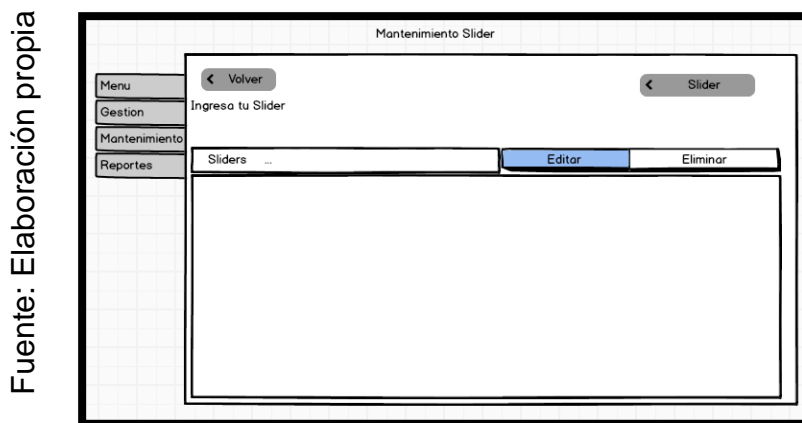 Fuente: Elaboración propia
Mantenimiento Slider
Menu
Gestion
Mantenimiento
Reportes
Volver
Slider
Ingresa tu Slider
Sliders ...
Editar
Eliminar